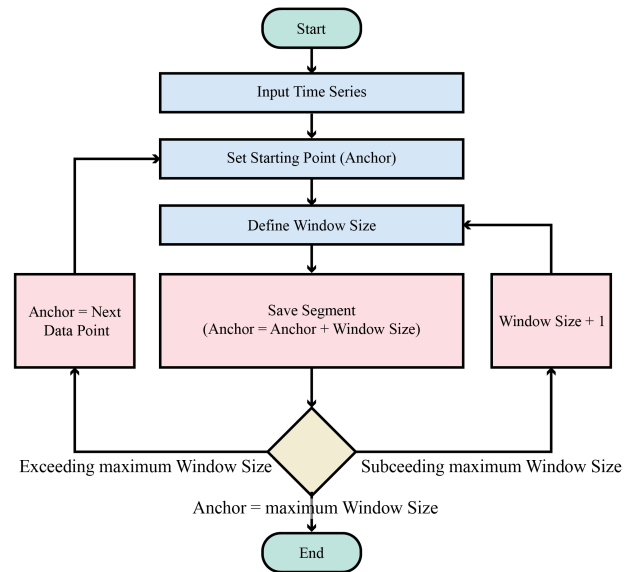 Start
Input Time Series
Set Starting Point (Anchor)
Define Window Size
Anchor = Next
Data Point
Save Segment
(Anchor = Anchor + Window Size)
Window Size + 1
Exceeding maximum Window Size
Subceeding maximum Window Size
Anchor = maximum Window Size
End